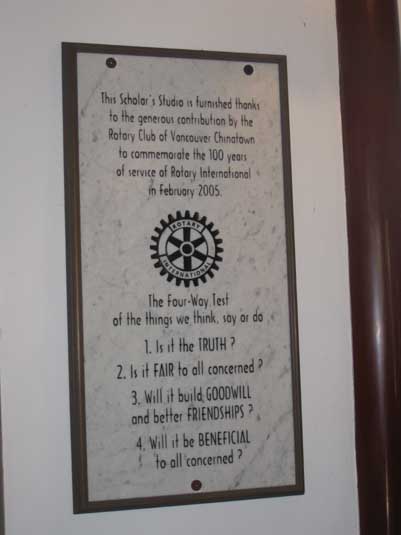 This Scholar's Studio is furnished thanks
to the generous contribution by the
Rotary Club of Vancouver Chinatown
to commemorate the 100 years
of service of Rotary International
in February 2005.
ROTARY
INTERNATIONAL
The Four-Way Test
of the things we think, say or do
1. Is it the TRUTH ?
2. Is it FAIR to all concerned ?
3. Will it build GOODWILL
and better FRIENDSHIPS ?
4. Will it be BENEFICIAL
to all concerned ?